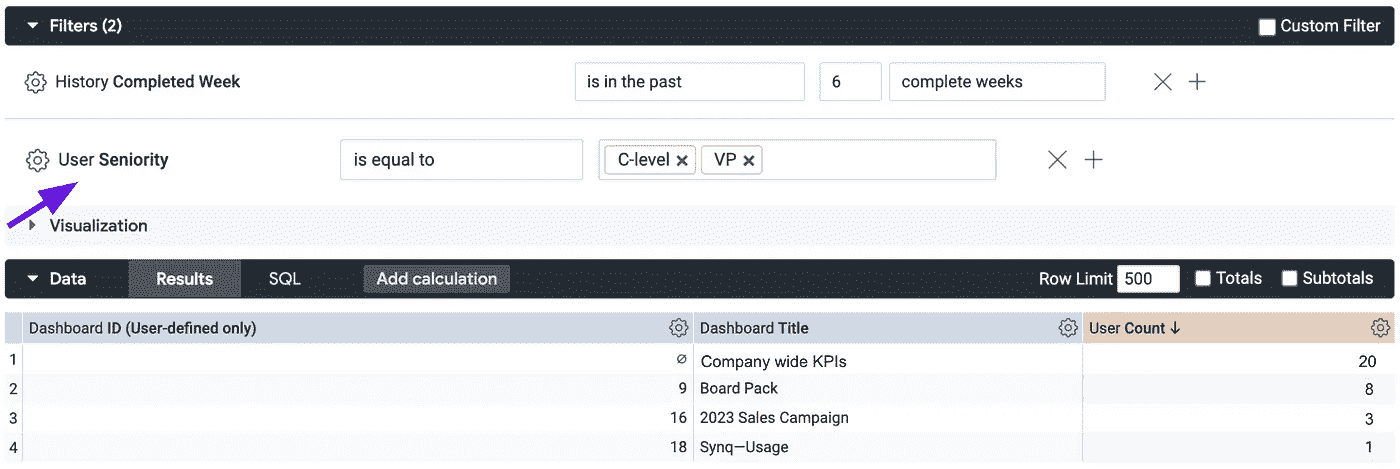 Filters (2) Custom Filter
History Completed Week is in the past 6 complete weeks
User Seniority is equal to C-level VP
Visualization
Data Results SQL Add calculation Row Limit 500 Totals Subtotals
Dashboard ID (User-defined only) Dashboard Title User Count ↓
1 ∅ Company wide KPIs 20
2 9 Board Pack 8
3 16 2023 Sales Campaign 3
4 18 Synq—Usage 1